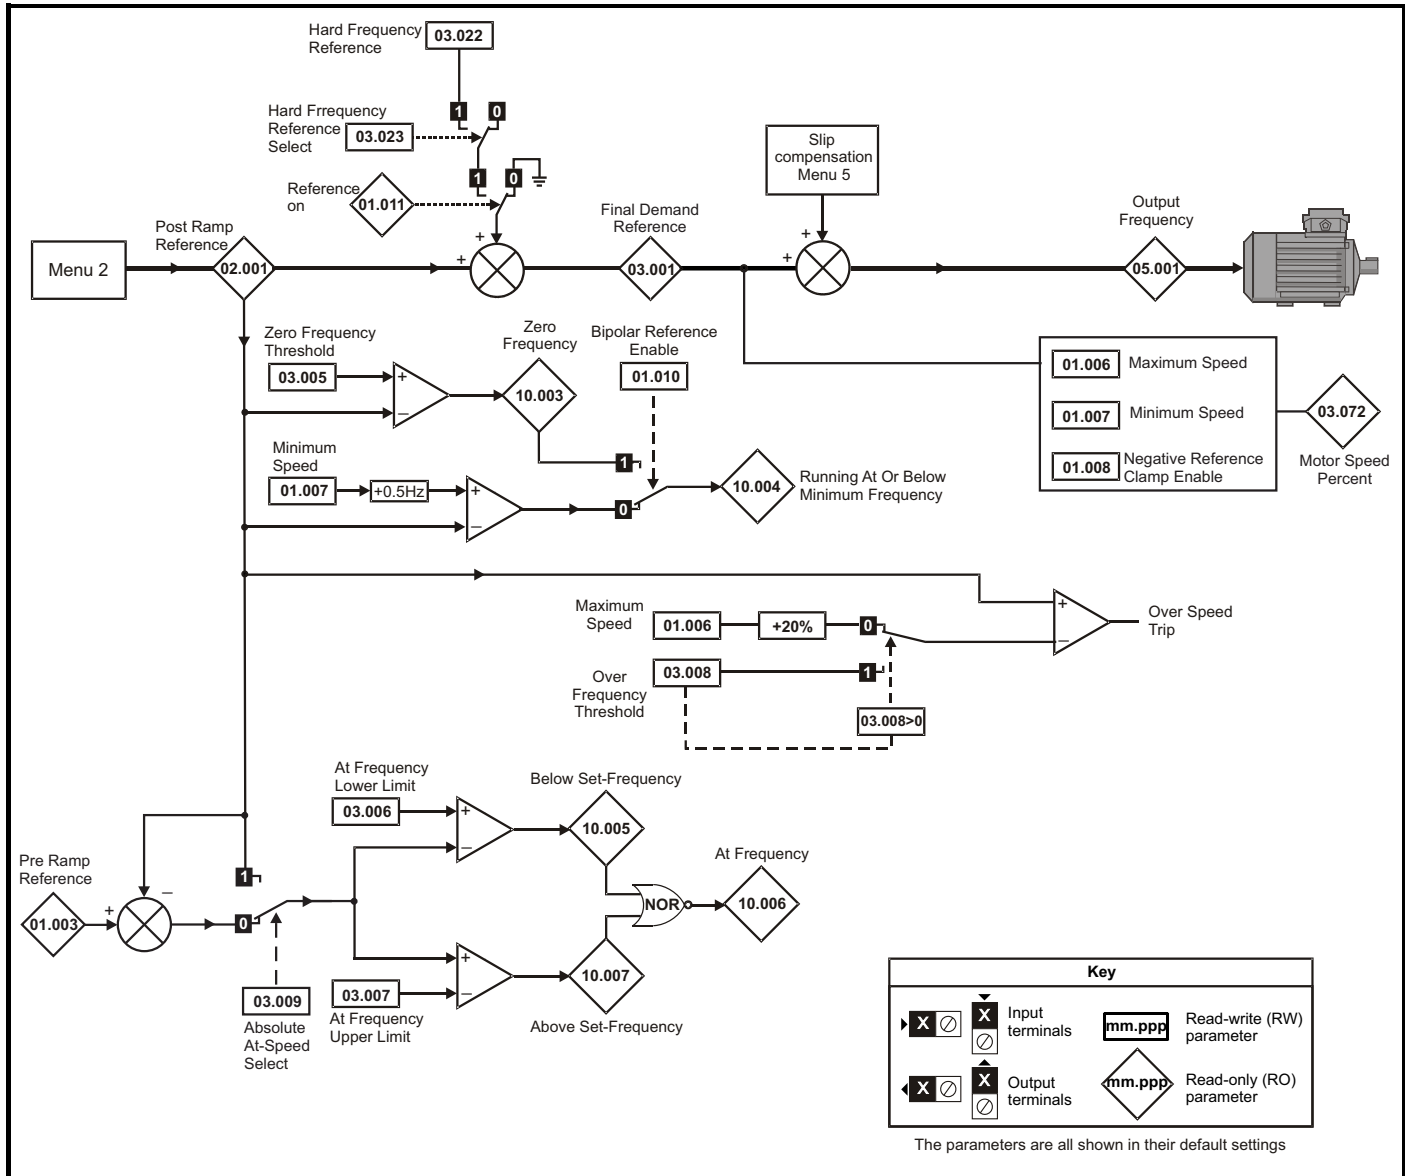 Hard Frequency
Reference
03.022
1 0
Hard Frrequency
Reference
Select
03.023
1 0
Reference
on
01.011
Slip
compensation
Menu 5
Menu 2
Post Ramp
Reference
02.001
+
+
Final Demand
Reference
03.001
+
+
Output
Frequency
05.001
Zero Frequency
Threshold
03.005
+
–
Zero
Frequency
10.003
Bipolar Reference
Enable
01.010
01.006 Maximum Speed
01.007 Minimum Speed
01.008 Negative Reference
Clamp Enable
03.072
Motor Speed
Percent
Minimum
Speed
01.007
+0.5Hz
+
–
1
0
10.004
Running At Or Below
Minimum Frequency
Maximum
Speed
01.006
+20%
0
Over
Frequency
Threshold
03.008
1
03.008>0
+
–
Over Speed
Trip
At Frequency
Lower Limit
03.006
+
–
Below Set-Frequency
10.005
Pre Ramp
Reference
01.003
+
–
1
0
03.009
Absolute
At-Speed
Select
03.007
At Frequency
Upper Limit
+
–
10.007
Above Set-Frequency
NOR
At Frequency
10.006
Key
X
X
Input
terminals
mm.ppp
Read-write (RW)
parameter
X
X
Output
terminals
mm.ppp
Read-only (RO)
parameter
The parameters are all shown in their default settings